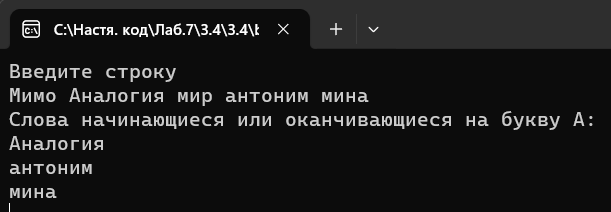 C:\Настя. код\Лаб.7\3.4\3.4\b
Введите строку
Мимо Аналогия мир антоним мина
Слова начинающиеся или оканчивающиеся на букву А:
Аналогия
антоним
мина